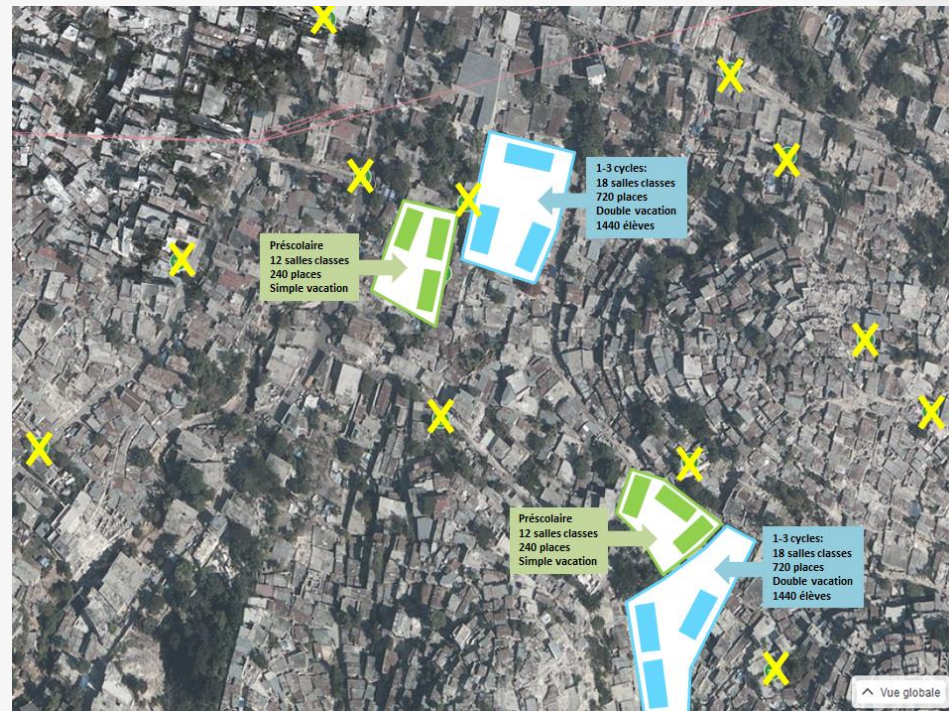 1-3 cycles:
18 salles classes
720 places
Double vacation
1440 élèves
Préscolaire
12 salles classes
240 places
Simple vacation
Préscolaire
12 salles classes
240 places
Simple vacation
1-3 cycles:
18 salles classes
720 places
Double vacation
1440 élèves
Vue globale